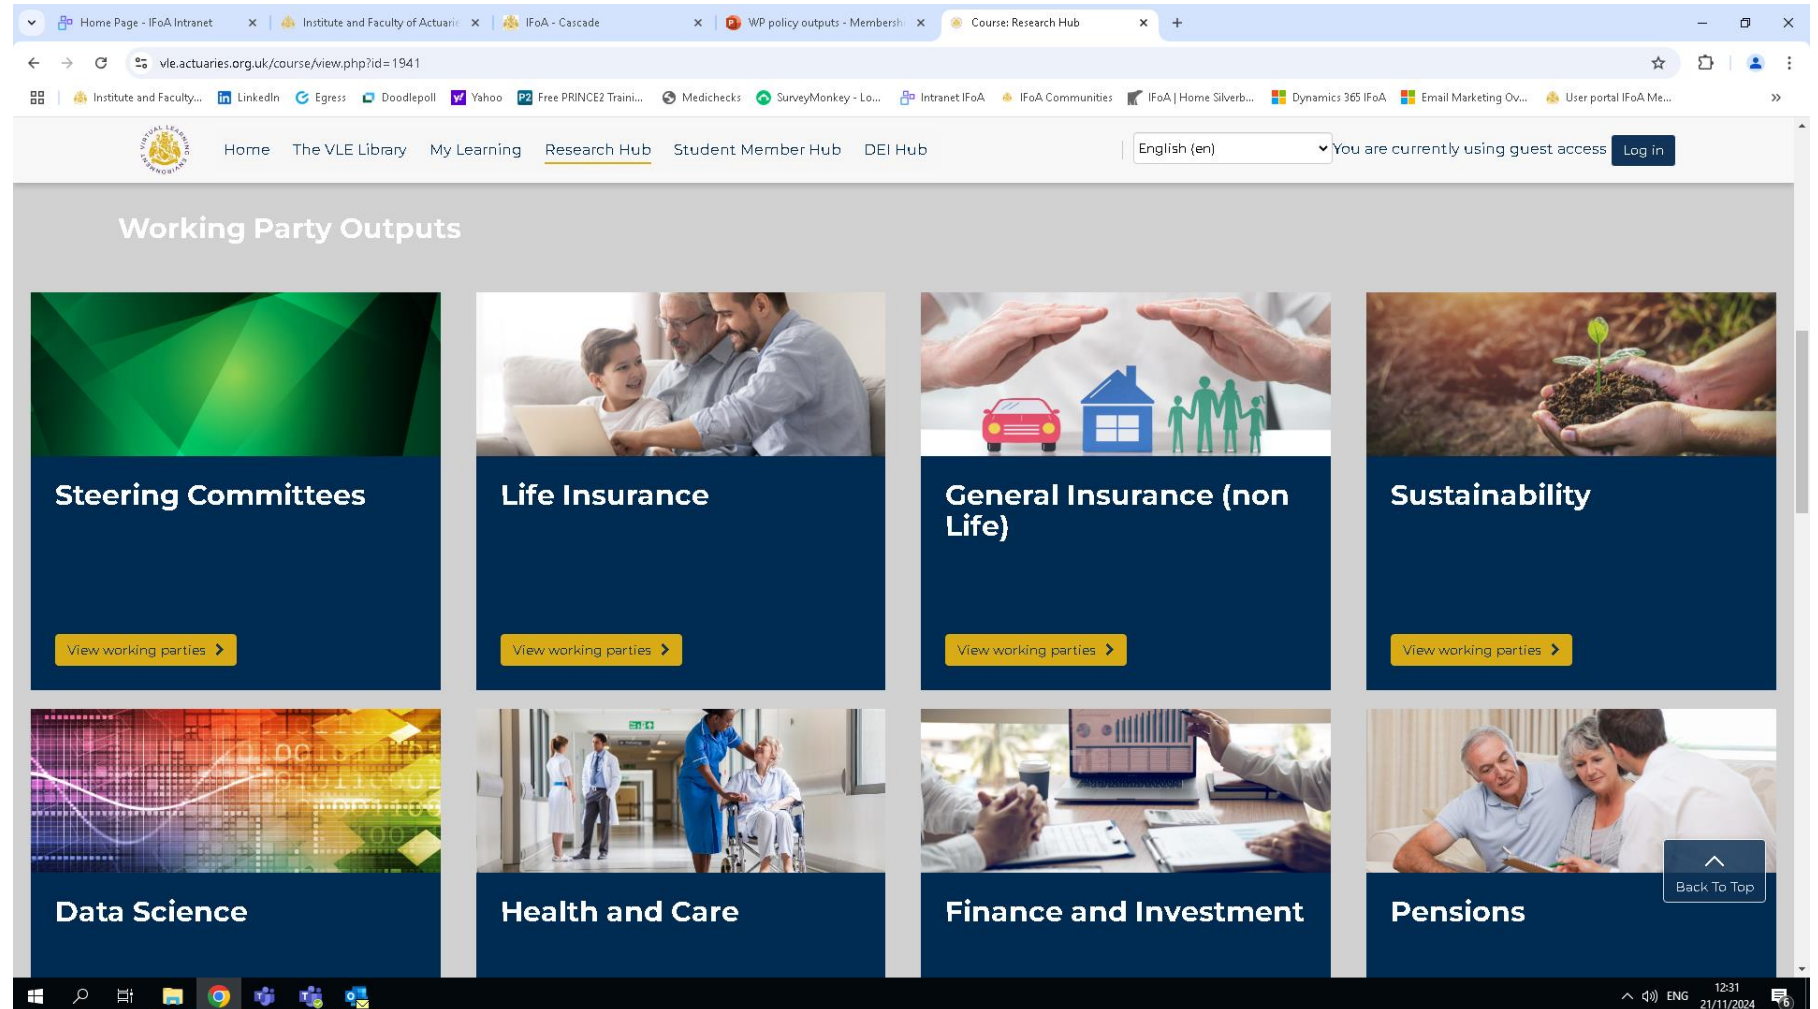 Home Page - IFoA Intranet
Institute and Faculty of Actuarie
IFoA - Cascade
WP policy outputs - Membersh
Course: Research Hub
vle.actuaries.org.uk/course/view.php?id=1941
Institute and Faculty...
LinkedIn
Egress
Doodlepoll
Yahoo
Free PRINCE2 Traini...
Medichecks
SurveyMonkey - Lo...
Intranet IFoA
IFoA Communities
IFoA | Home Silverb...
Dynamics 365 IFoA
Email Marketing Ov...
User portal IFoA Me...
VIRTUAL LEARNING ENVIRONMENT
Home
The VLE Library
My Learning
Research Hub
Student Member Hub
DEI Hub
English (en)
You are currently using guest access
Log in
Working Party Outputs
Steering Committees
View working parties
Life Insurance
View working parties
General Insurance (non
Life)
View working parties
Sustainability
View working parties
Data Science
Health and Care
Finance and Investment
Pensions
Back To Top
ENG
12:31
21/11/2024
6